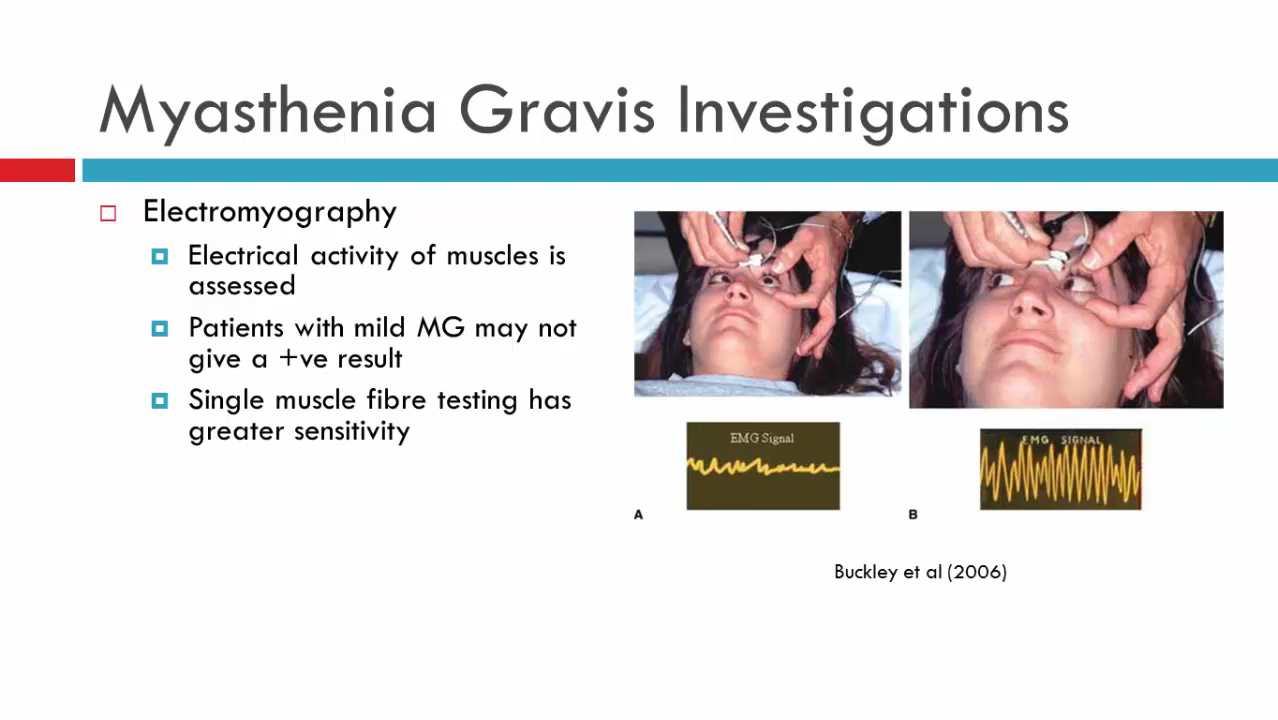 Myasthenia Gravis Investigations
Electromyography
Electrical activity of muscles is
assessed
Patients with mild MG may not
give a +ve result
Single muscle fibre testing has
greater sensitivity
EMG Signal
EMG SIGNAL
A
B
Buckley et al (2006)